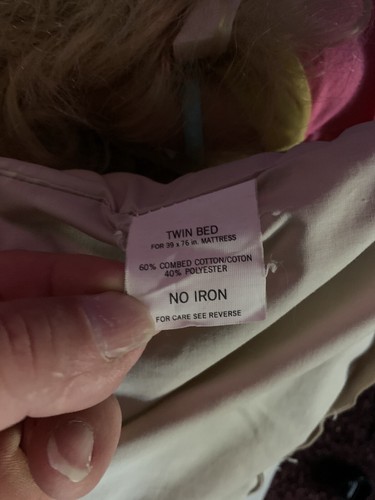 TWIN BED
FOR 39 x 76 in. MATTRESS
60% COMBED COTTON/COTON
40% POLYESTER
NO IRON
FOR CARE SEE REVERSE